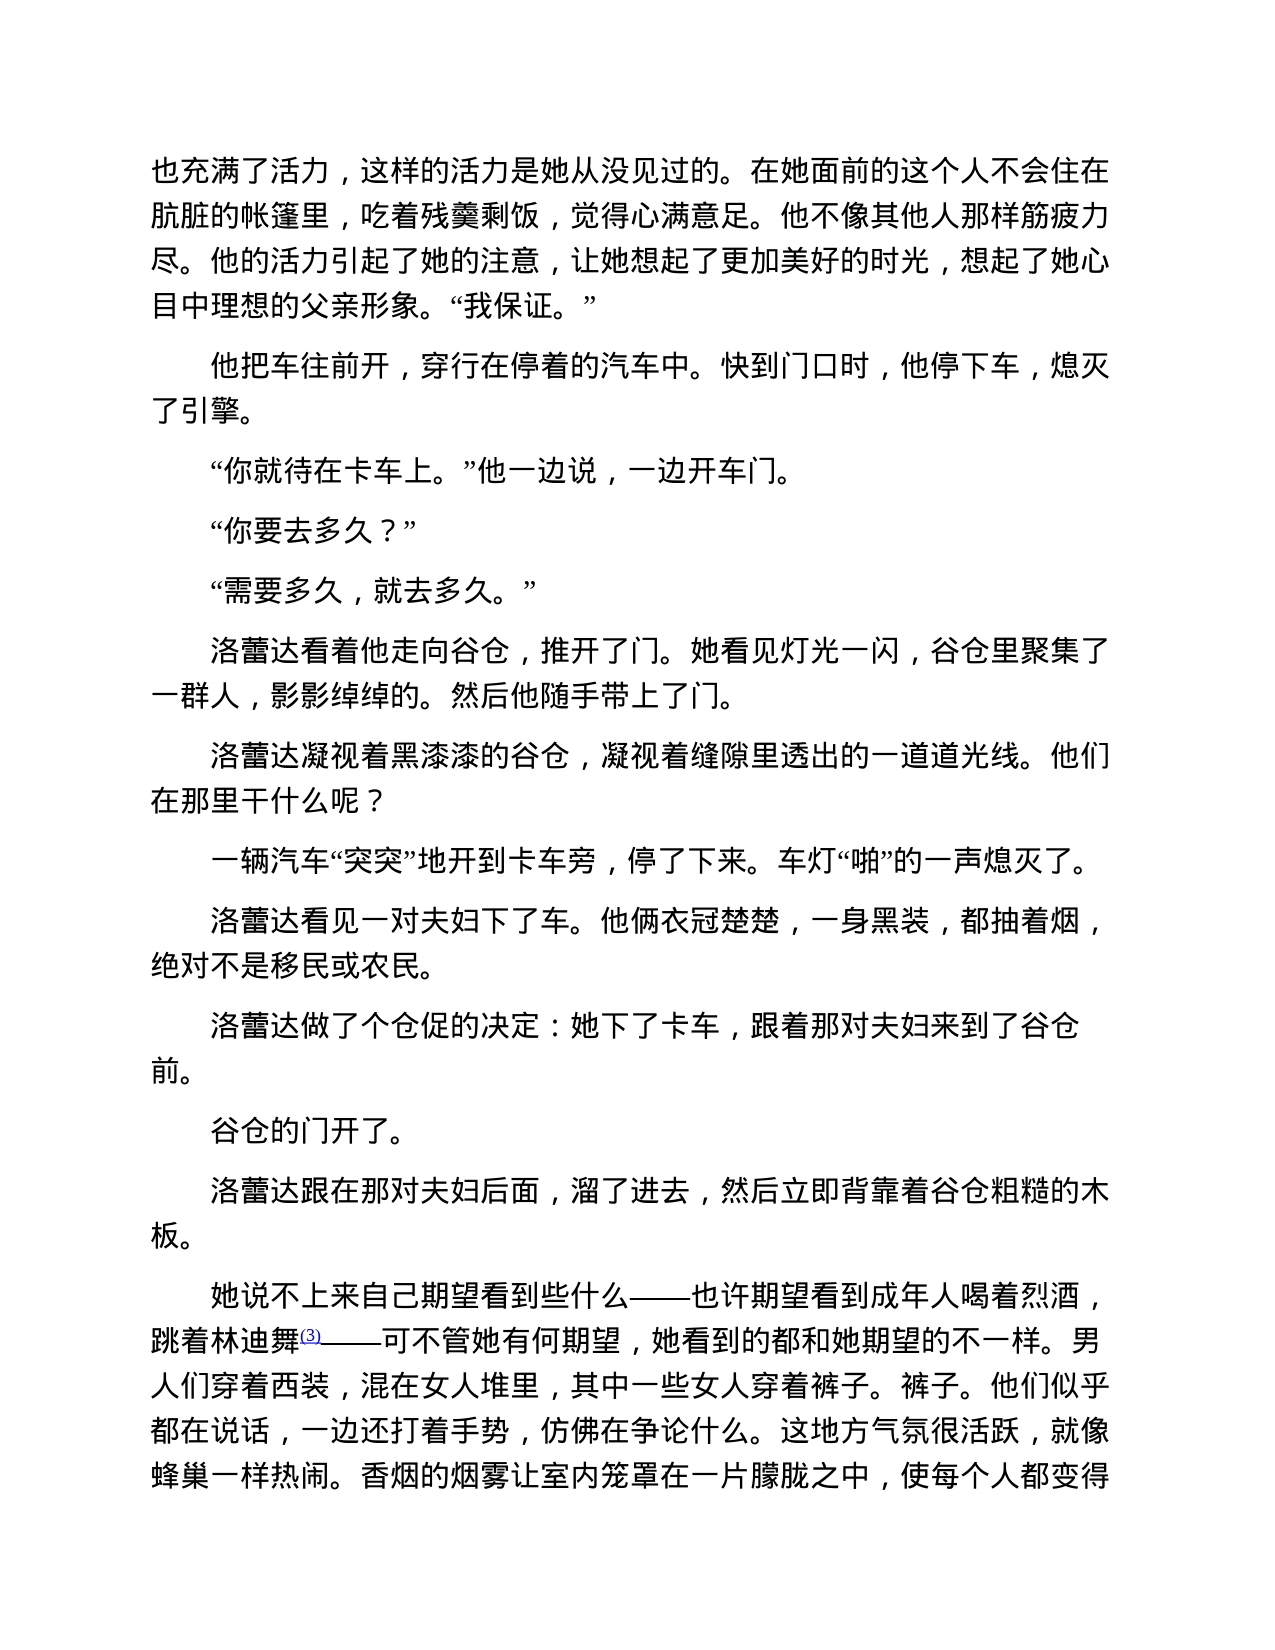 也充满了活力，这样的活力是她从没见过的。在她面前的这个人不会住在
肮脏的帐篷里，吃着残羹剩饭，觉得心满意足。他不像其他人那样筋疲力
尽。他的活力引起了她的注意，让她想起了更加美好的时光，想起了她心
目中理想的父亲形象。“我保证。”
他把车往前开，穿行在停着的汽车中。快到门口时，他停下车，熄灭
了引擎。
“你就待在卡车上。”他一边说，一边开车门。
“你要去多久？”
“需要多久，就去多久。”
洛蕾达看着他走向谷仓，推开了门。她看见灯光一闪，谷仓里聚集了
一群人，影影绰绰的。然后他随手带上了门。
洛蕾达凝视着黑漆漆的谷仓，凝视着缝隙里透出的一道道光线。他们
在那里干什么呢？
一辆汽车“突突”地开到卡车旁，停了下来。车灯“啪”的一声熄灭了。
洛蕾达看见一对夫妇下了车。他俩衣冠楚楚，一身黑装，都抽着烟，
绝对不是移民或农民。
洛蕾达做了个仓促的决定：她下了卡车，跟着那对夫妇来到了谷仓
前。
谷仓的门开了。
洛蕾达跟在那对夫妇后面，溜了进去，然后立即背靠着谷仓粗糙的木
板。
她说不上来自己期望看到些什么——也许期望看到成年人喝着烈酒，
跳着林迪舞(3)——可不管她有何期望，她看到的都和她期望的不一样。男
人们穿着西装，混在女人堆里，其中一些女人穿着裤子。裤子。他们似乎
都在说话，一边还打着手势，仿佛在争论什么。这地方气氛很活跃，就像
蜂巢一样热闹。香烟的烟雾让室内笼罩在一片朦胧之中，使每个人都变得